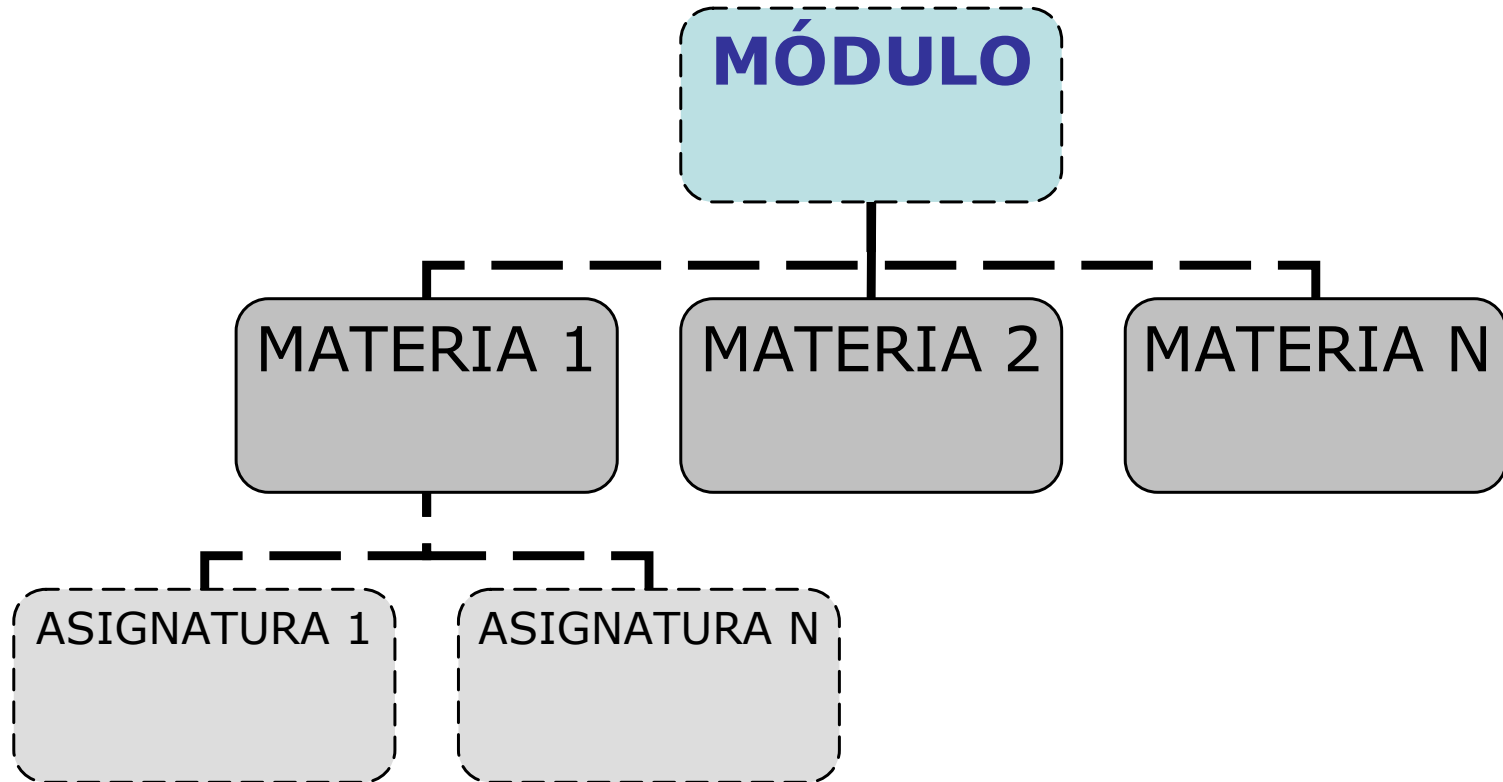 MÓDULO
MATERIA 1
MATERIA 2
MATERIA N
ASIGNATURA 1
ASIGNATURA N